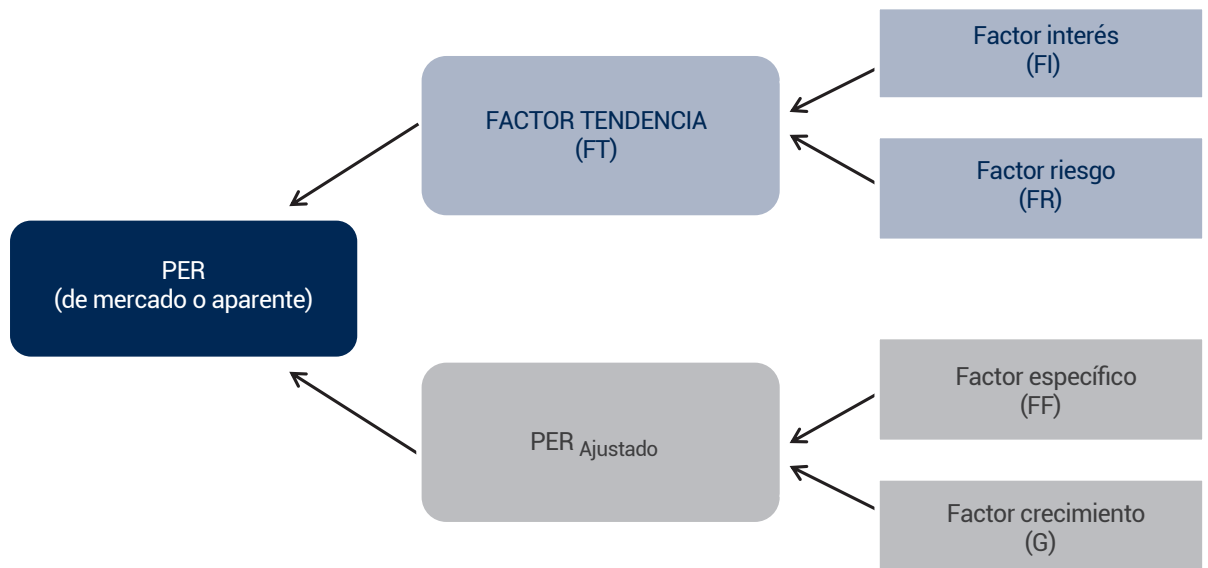 Factor interés
(FI)
FACTOR TENDENCIA
(FT)
Factor riesgo
(FR)
PER
(de mercado o aparente)
PER Ajustado
Factor específico
(FF)
Factor crecimiento
(G)